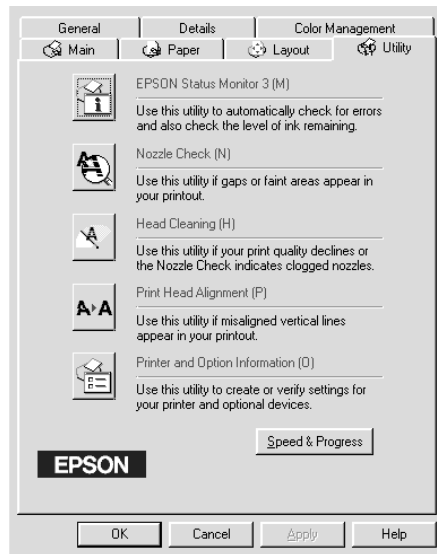 General Details Color Management
Main Paper Layout Utility
EPSON Status Monitor 3 (M)
Use this utility to automatically check for errors
and also check the level of ink remaining.
Nozzle Check (N)
Use this utility if gaps or faint areas appear in
your printout.
Head Cleaning (H)
Use this utility if your print quality declines or
the Nozzle Check indicates clogged nozzles.
Print Head Alignment (P)
Use this utility if misaligned vertical lines
appear in your printout.
Printer and Option Information (O)
Use this utility to create or verify settings for
your printer and optional devices.
Speed & Progress
EPSON
OK Cancel Apply Help